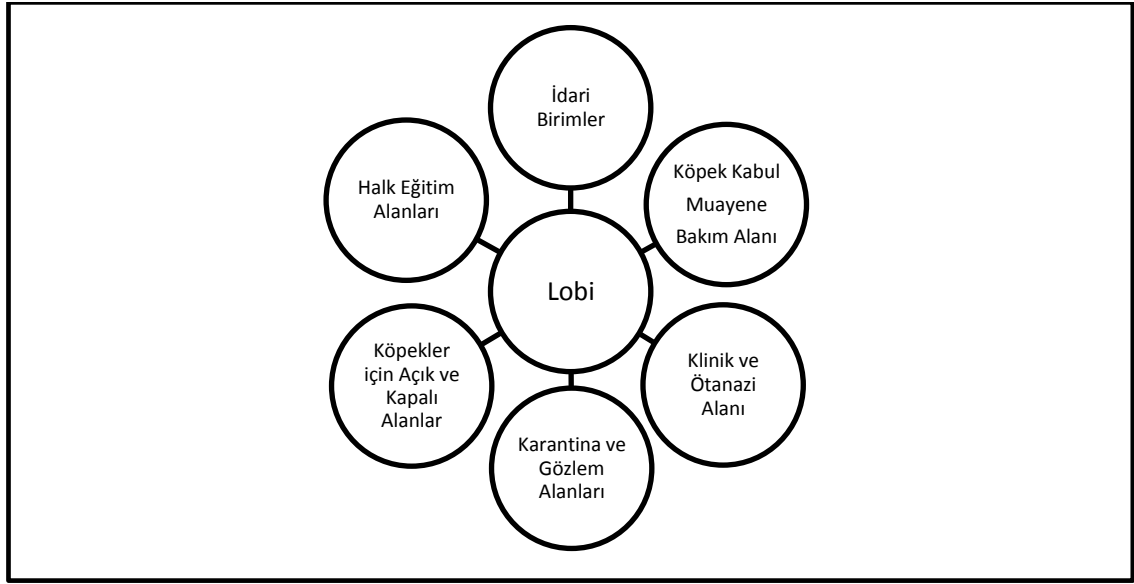 İdari
Birimler
Köpek Kabul
Muayene
Bakım Alanı
Klinik ve
Ötanazi
Alanı
Karantina ve
Gözlem
Alanları
Köpekler
için Açık ve
Kapalı
Alanlar
Halk Eğitim
Alanları
Lobi